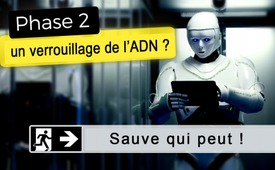 Phase 2
un verrouillage de l'ADN ?
Sauve qui peut !